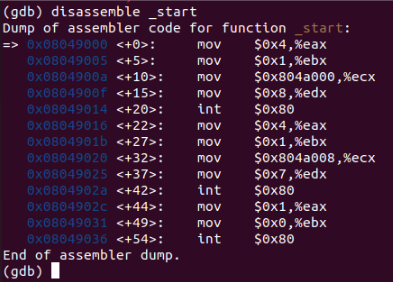 (gdb) disassemble _start
Dump of assembler code for function _start:
=> 0x08049000 <+0>:     mov    $0x4,%eax
   0x08049005 <+5>:     mov    $0x1,%ebx
   0x0804900a <+10>:    mov    $0x804a000,%ecx
   0x0804900f <+15>:    mov    $0x8,%edx
   0x08049014 <+20>:    int    $0x80
   0x08049016 <+22>:    mov    $0x4,%eax
   0x0804901b <+27>:    mov    $0x1,%ebx
   0x08049020 <+32>:    mov    $0x804a008,%ecx
   0x08049025 <+37>:    mov    $0x7,%edx
   0x0804902a <+42>:    int    $0x80
   0x0804902c <+44>:    mov    $0x1,%eax
   0x08049031 <+49>:    mov    $0x0,%ebx
   0x08049036 <+54>:    int    $0x80
End of assembler dump.
(gdb)